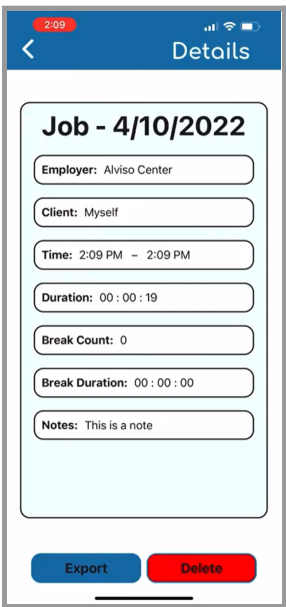 2:09
Details
Job - 4/10/2022
Employer: Alviso Center
Client: Myself
Time: 2:09 PM – 2:09 PM
Duration: 00 : 00 : 19
Break Count: 0
Break Duration: 00 : 00 : 00
Notes: This is a note
Export Delete